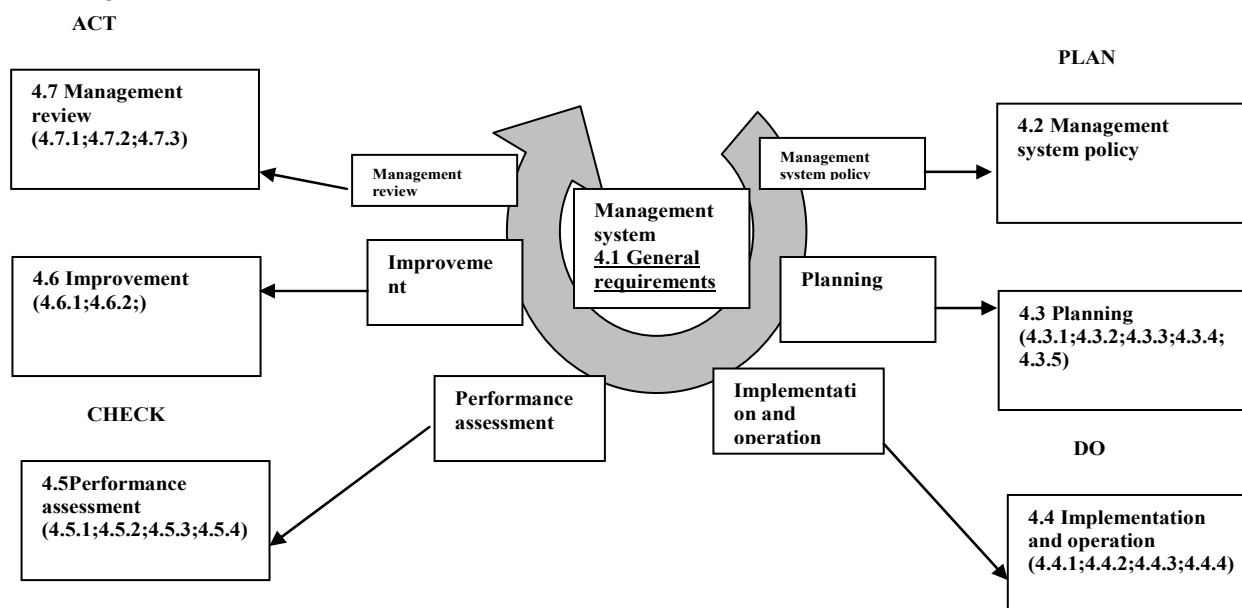 ACT
PLAN
4.7 Management
review
(4.7.1;4.7.2;4.7.3)
Management
review
Management
system policy
4.2 Management
system policy
Management
system
4.1 General
requirements
4.6 Improvement
(4.6.1;4.6.2;)
Improveme
nt
Planning
4.3 Planning
(4.3.1;4.3.2;4.3.3;4.3.4;
4.3.5)
CHECK
Performance
assessment
Implementati
on and
operation
DO
4.5Performance
assessment
(4.5.1;4.5.2;4.5.3;4.5.4)
4.4 Implementation
and operation
(4.4.1;4.4.2;4.4.3;4.4.4)